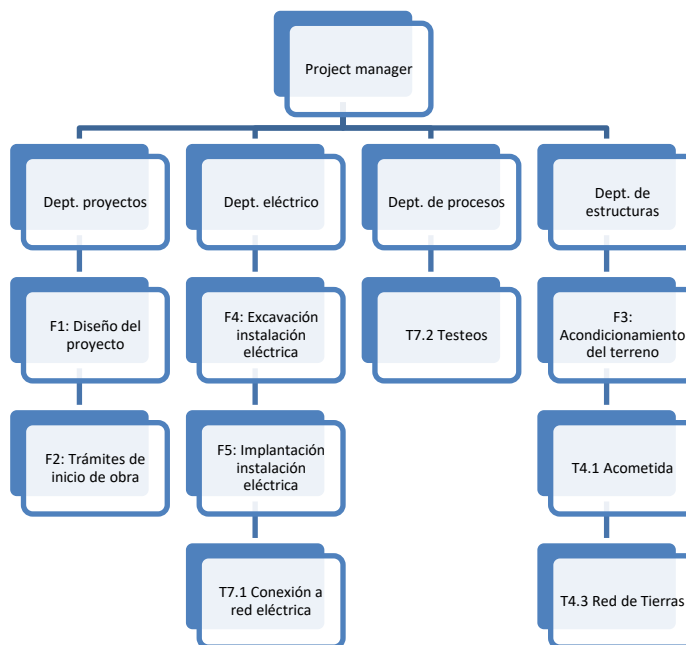 Project manager
Dept. proyectos
Dept. eléctrico
Dept. de procesos
Dept. de
estructuras
F1: Diseño del
proyecto
F4: Excavación
instalación
eléctrica
T7.2 Testeos
F3:
Acondicionamiento
del terreno
F2: Trámites de
inicio de obra
F5: Implantación
instalación
eléctrica
T4.1 Acometida
T7.1 Conexión a
red eléctrica
T4.3 Red de Tierras